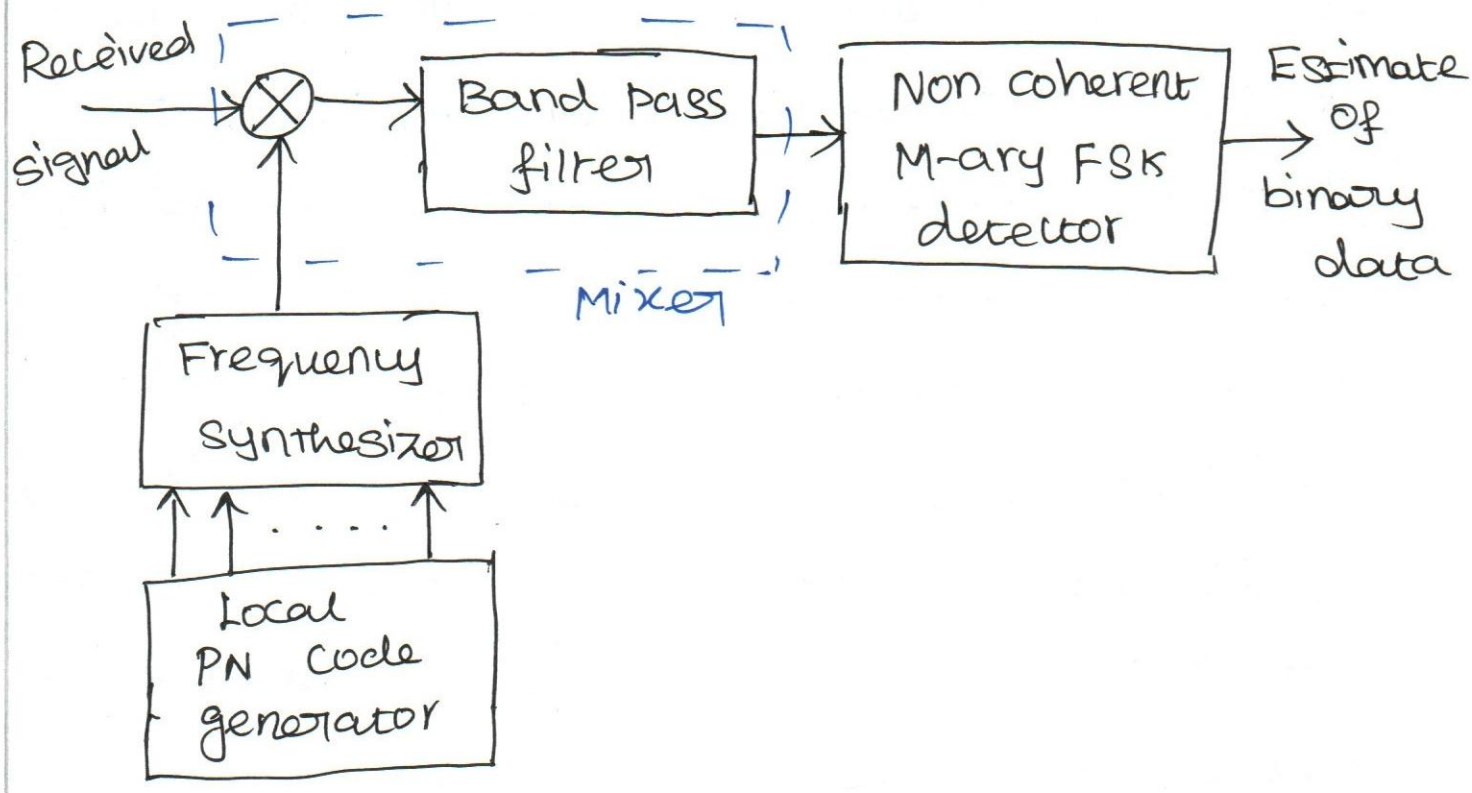 Received
signal
Band pass
filter
Mixer
Non coherent
M-ary FSK
detector
Estimate
of
binary
data
Frequency
synthesizer
Local
PN code
generator